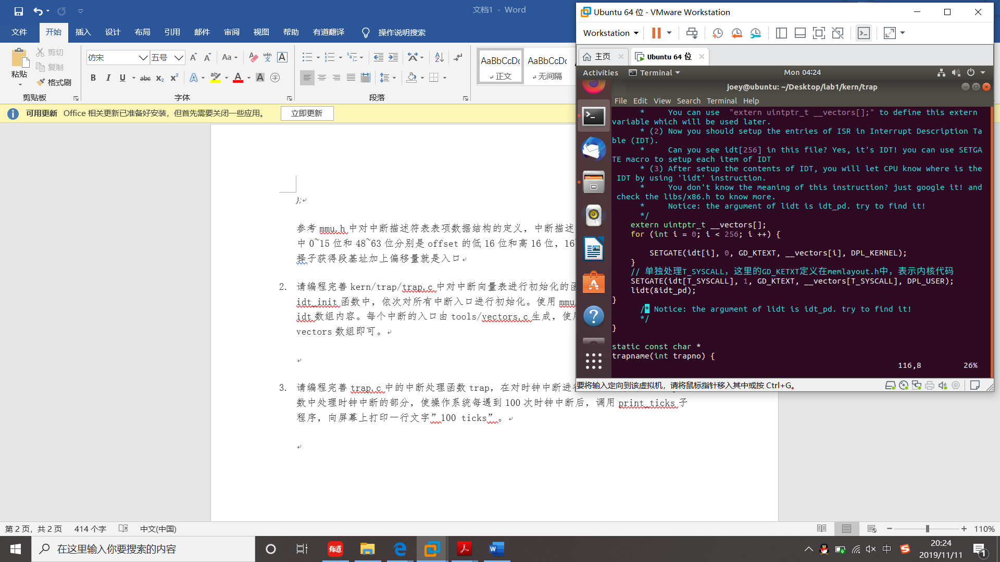 文档1 - Word
文件 开始 插入 设计 布局 引用 邮件 审阅 视图 帮助 有道翻译 操作说明搜索
粘贴 剪切 复制 格式刷
仿宋 五号
AaBbCcDc 正文
AaBbCcDc 无间隔
剪贴板 字体 段落
可用更新 Office 相关更新已准备好安装，但首先需要关闭一些应用。 立即更新
};
参考 mmu.h 中对中断描述符表表项数据结构的定义，中断描述
中 0~15 位和 48~63 位分别是 offset 的低 16 位和高 16 位，16
择子获得段基址加上偏移量就是入口
2. 请编程完善 kern/trap/trap.c 中对中断向量表进行初始化的
idt_init 函数中，依次对所有中断入口进行初始化。使用 mmu
idt 数组内容。每个中断的入口由 tools/vectors.c 生成，使
vectors 数组即可。
3. 请编程完善 trap.c 中的中断处理函数 trap，在对时钟中断进
数中处理时钟中断的部分，使操作系统每遇到 100 次时钟中断后，调用 print_ticks 子
程序，向屏幕上打印一行文字”100 ticks”。
第 2 页，共 2 页 414 个字 中文(中国) 110%
Ubuntu 64 位 - VMware Workstation
Workstation
主页 Ubuntu 64 位
Activities Terminal Mon 04:24
joey@ubuntu: ~/Desktop/lab1/kern/trap
File Edit View Search Terminal Help
* You can use "extern uintptr_t __vectors[];" to define this extern
variable which will be used later.
* (2) Now you should setup the entries of ISR in Interrupt Description Ta
ble (IDT).
* Can you see idt[256] in this file? Yes, it's IDT! you can use SETGA
TE macro to setup each item of IDT
* (3) After setup the contents of IDT, you will let CPU know where is the
IDT by using 'lidt' instruction.
* You don't know the meaning of this instruction? just google it! and
check the libs/x86.h to know more.
* Notice: the argument of lidt is idt_pd. try to find it!
*/
extern uintptr_t __vectors[];
for (int i = 0; i < 256; i ++) {
SETGATE(idt[i], 0, GD_KTEXT, __vectors[i], DPL_KERNEL);
}
// 单独处理T_SYSCALL，这里的GD_KETXT定义在memlayout.h中，表示内核代码
SETGATE(idt[T_SYSCALL], 1, GD_KTEXT, __vectors[T_SYSCALL], DPL_USER);
lidt(&idt_pd);
}
/* Notice: the argument of lidt is idt_pd. try to find it!
*/
}
static const char *
trapname(int trapno) {
116,8 26%
要将输入定向到该虚拟机，请将鼠标指针移入其中或按 Ctrl+G。
在这里输入你要搜索的内容
有道
中
20:24
2019/11/11
1